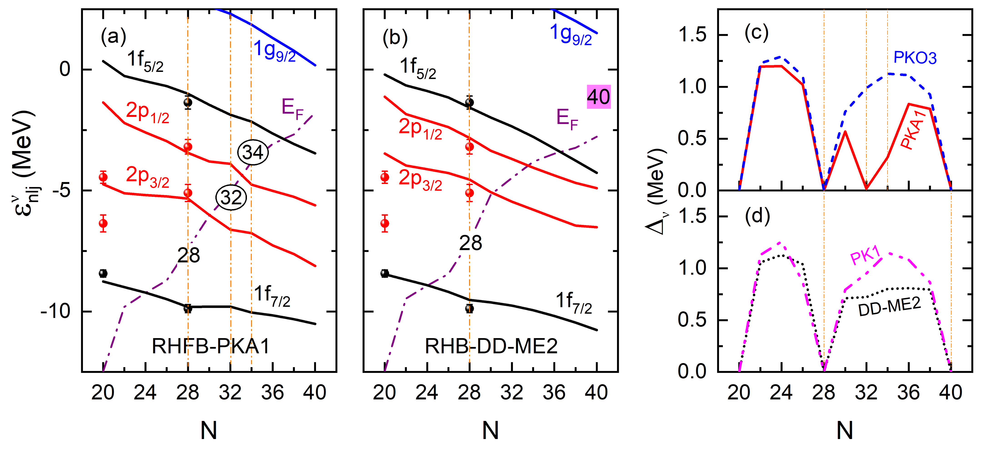 (a)
1f5/2
2p1/2
2p3/2
1f7/2
1g9/2
EF
34
32
28
RHFB-PKA1
0
-5
-10
ενnlj (MeV)
20 24 28 32 36 40
N
(b)
1f5/2
2p1/2
2p3/2
1f7/2
1g9/2
40
EF
28
RHB-DD-ME2
20 24 28 32 36 40
N
(c)
PKO3
PKA1
1.5
1.0
0.5
0.0
Δν (MeV)
(d)
PK1
DD-ME2
1.5
1.0
0.5
0.0
20 24 28 32 36 40
N